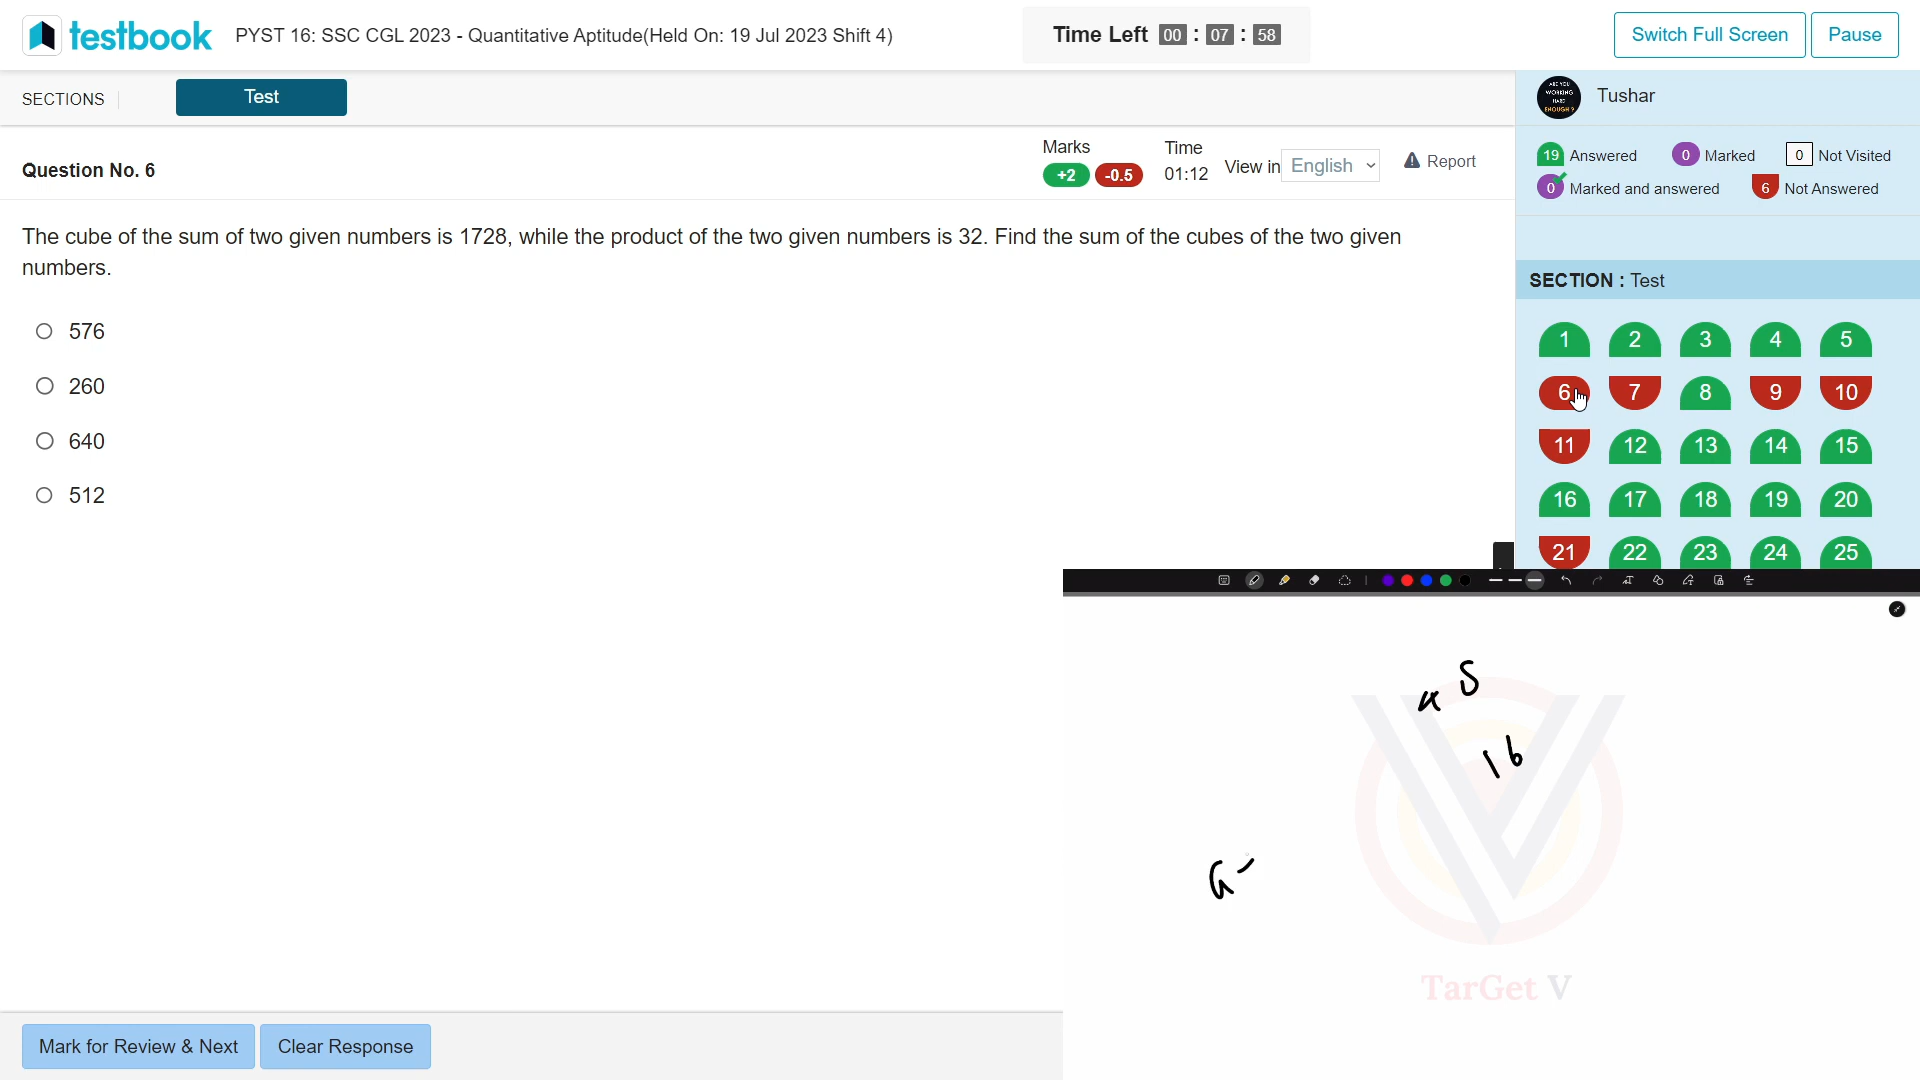 testbook PYST 16: SSC CGL 2023 - Quantitative Aptitude(Held On: 19 Jul 2023 Shift 4) Time Left 00 : 07 : 58 Switch Full Screen Pause
SECTIONS Test
Tushar
Question No. 6
Marks
+2 -0.5
Time
01:12
View in English
Report
19 Answered 0 Marked 0 Not Visited
0 Marked and answered 6 Not Answered
The cube of the sum of two given numbers is 1728, while the product of the two given numbers is 32. Find the sum of the cubes of the two given
numbers.
576
260
640
512
SECTION : Test
1 2 3 4 5
6 7 8 9 10
11 12 13 14 15
16 17 18 19 20
21 22 23 24 25
16
TarGet V
Mark for Review & Next Clear Response